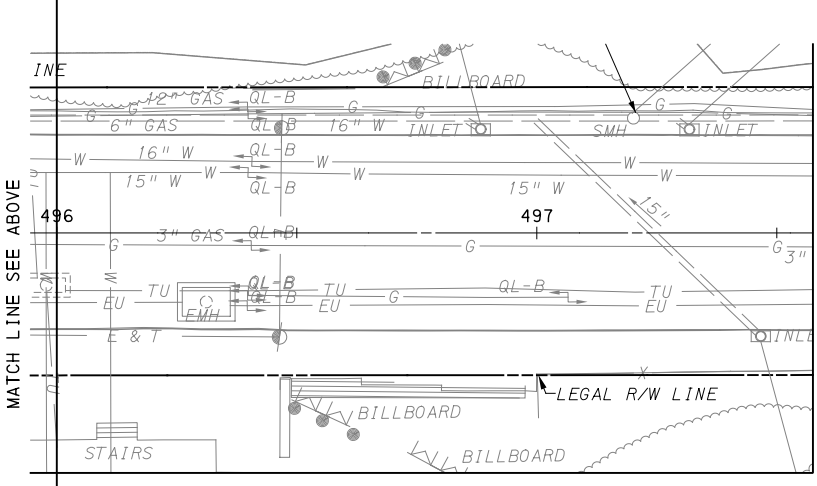 INE
BILLBOARD
12" GAS
QL-B
G
G
G
G
G
6" GAS
QL-B
16" W
INLET
SMH
INLET
W
16" W
QL-B
W
W
15" W
W
QL-B
W
W
15" W
15"
496
497
3" GAS
QL-B
G
G
G
3"
W
W
TU
QL-B
QL-B
TU
EU
QL-B
G
EU
EU
EMH
E & T
INLE
MATCH LINE SEE ABOVE
X
LEGAL R/W LINE
BILLBOARD
STAIRS
BILLBOARD